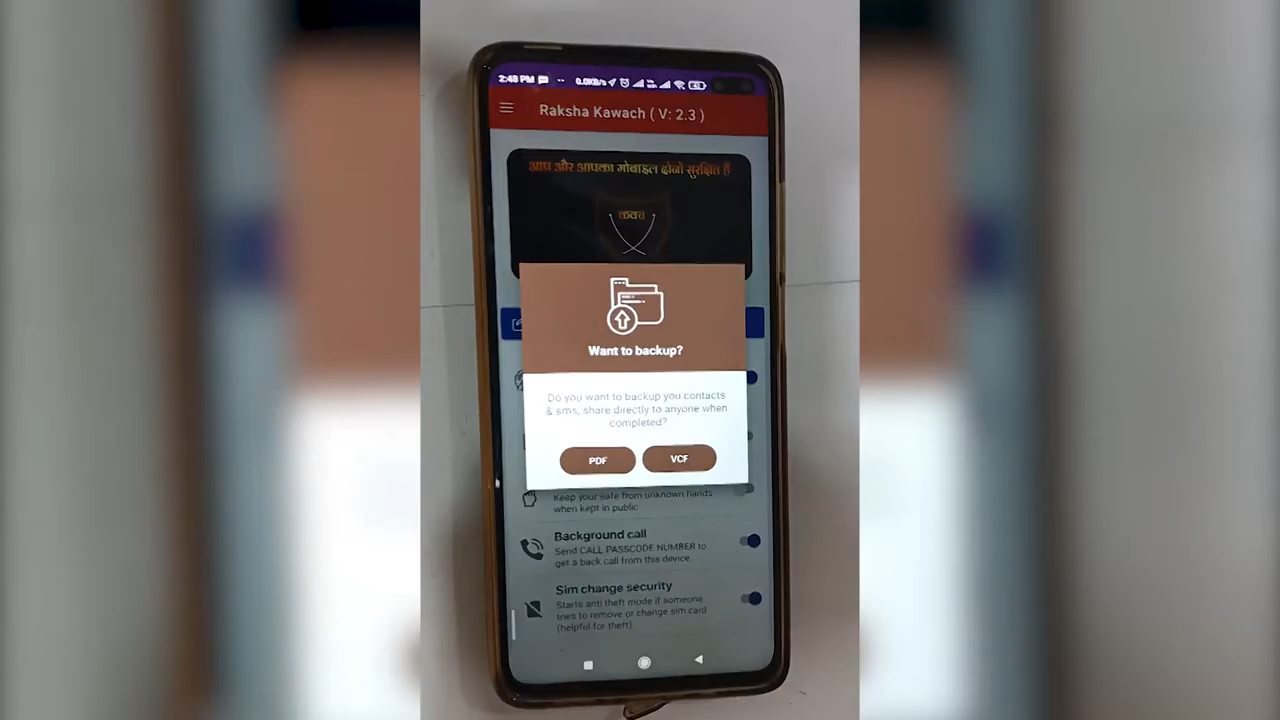 2:48 PM
0.0KB/s
Raksha Kawach ( V: 2.3 )
आप और आपका मोबाइल दोनों सुरक्षित हैं
कवच
Want to backup?
Do you want to backup you contacts
& sms, share directly to anyone when
completed?
PDF
VCF
Keep your safe from unknown hands
when kept in public
Background call
Send CALL PASSCODE NUMBER to
get a back call from this device.
Sim change security
Starts anti theft mode if someone
tries to remove or change sim card
(helpful for theft)